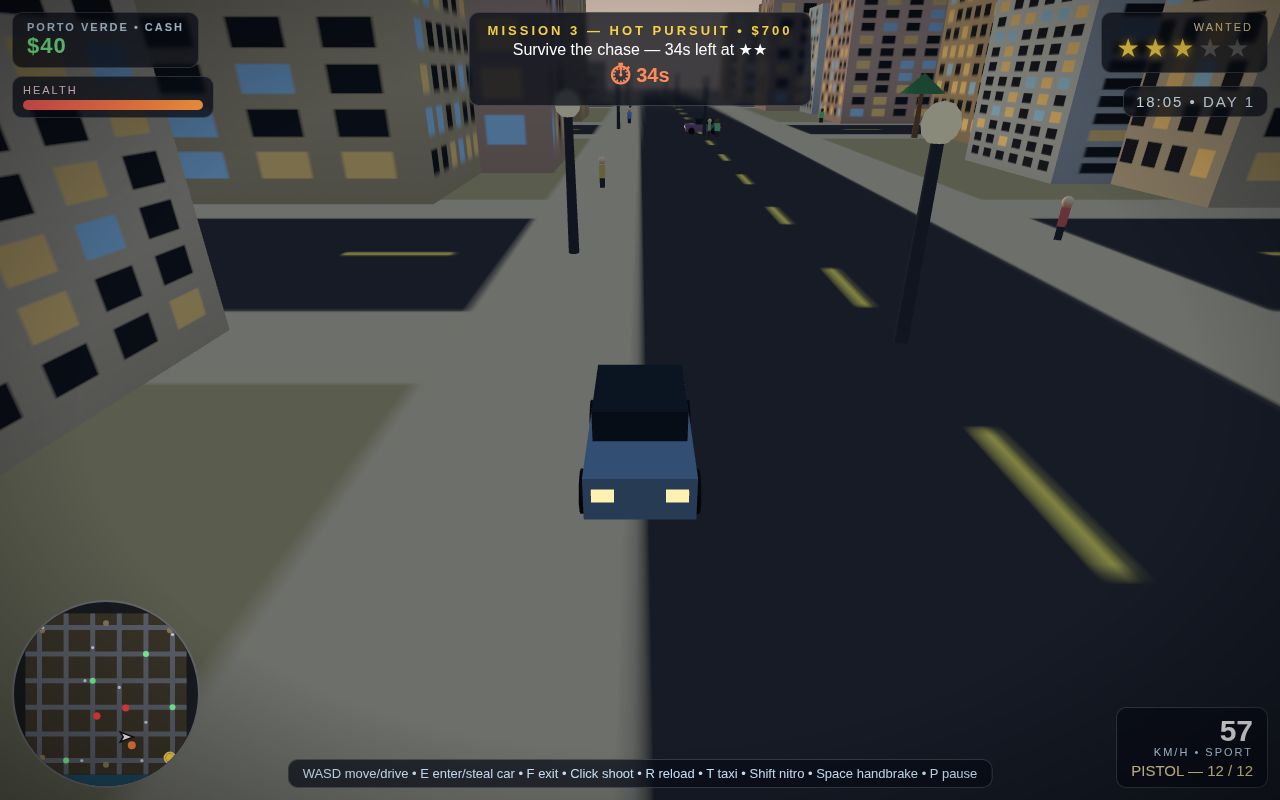 PORTO VERDE • CASH
$40
HEALTH
MISSION 3 — HOT PURSUIT • $700
Survive the chase — 34s left at ★★
⏱ 34s
WANTED
★★★★★
18:05 • DAY 1
57
KM/H • SPORT
PISTOL — 12 / 12
WASD move/drive • E enter/steal car • F exit • Click shoot • R reload • T taxi • Shift nitro • Space handbrake • P pause